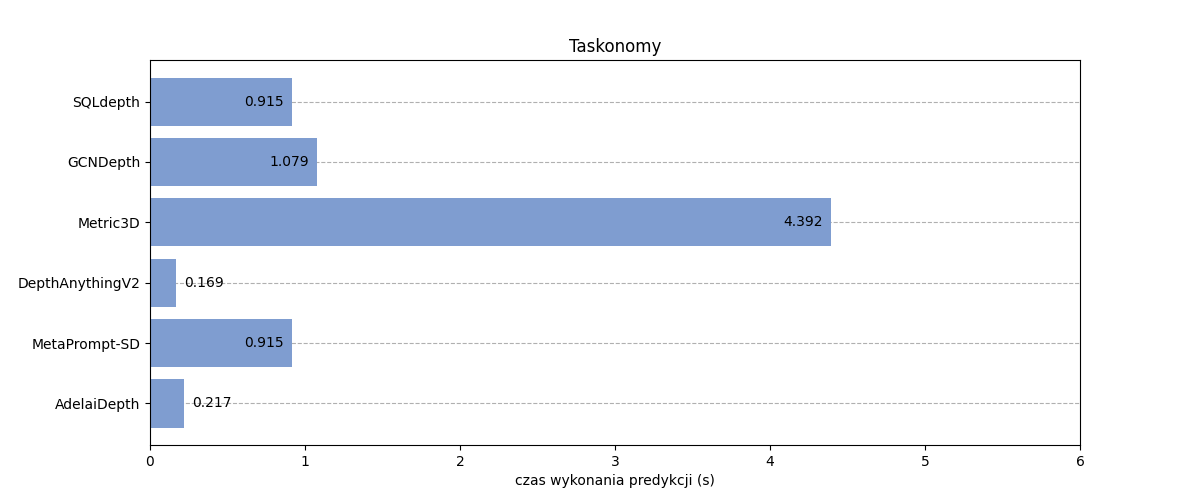 Taskonomy
SQLdepth
0.915
GCNDepth
1.079
Metric3D
4.392
DepthAnythingV2
0.169
MetaPrompt-SD
0.915
AdelaiDepth
0.217
0 1 2 3 4 5 6
czas wykonania predykcji (s)